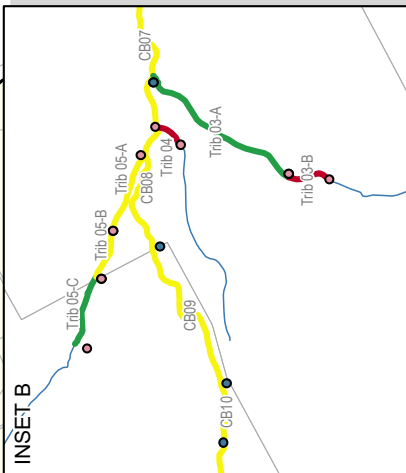 CB07
Trib 03-A
Trib 04
Trib 03-B
Trib 05-A
CB08
Trib 05-B
Trib 05-C
CB09
CB10
INSET B